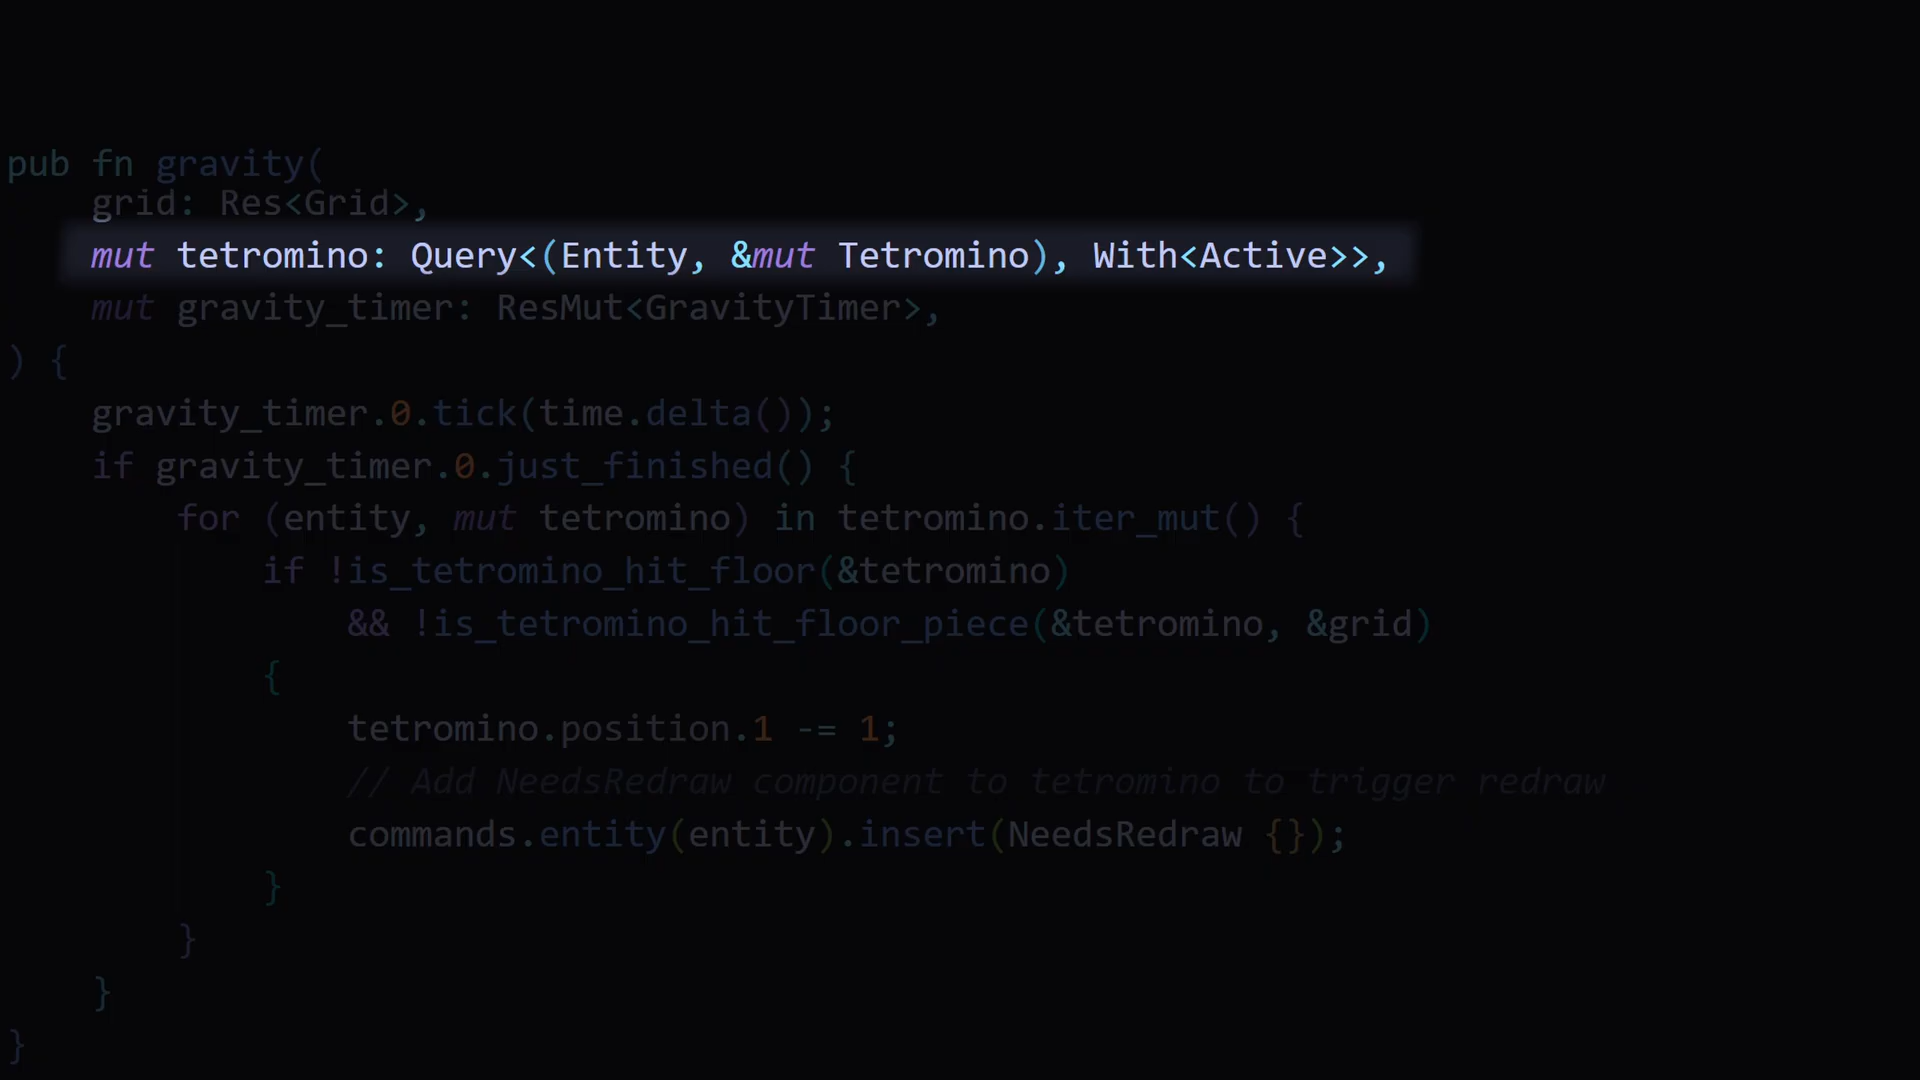 pub fn gravity(
    grid: Res<Grid>,
    mut tetromino: Query<(Entity, &mut Tetromino), With<Active>>,
    mut gravity_timer: ResMut<GravityTimer>,
) {
    gravity_timer.0.tick(time.delta());
    if gravity_timer.0.just_finished() {
        for (entity, mut tetromino) in tetromino.iter_mut() {
            if !is_tetromino_hit_floor(&tetromino)
                && !is_tetromino_hit_floor_piece(&tetromino, &grid)
            {
                tetromino.position.1 -= 1;
                // Add NeedsRedraw component to tetromino to trigger redraw
                commands.entity(entity).insert(NeedsRedraw {});
            }
        }
    }
}